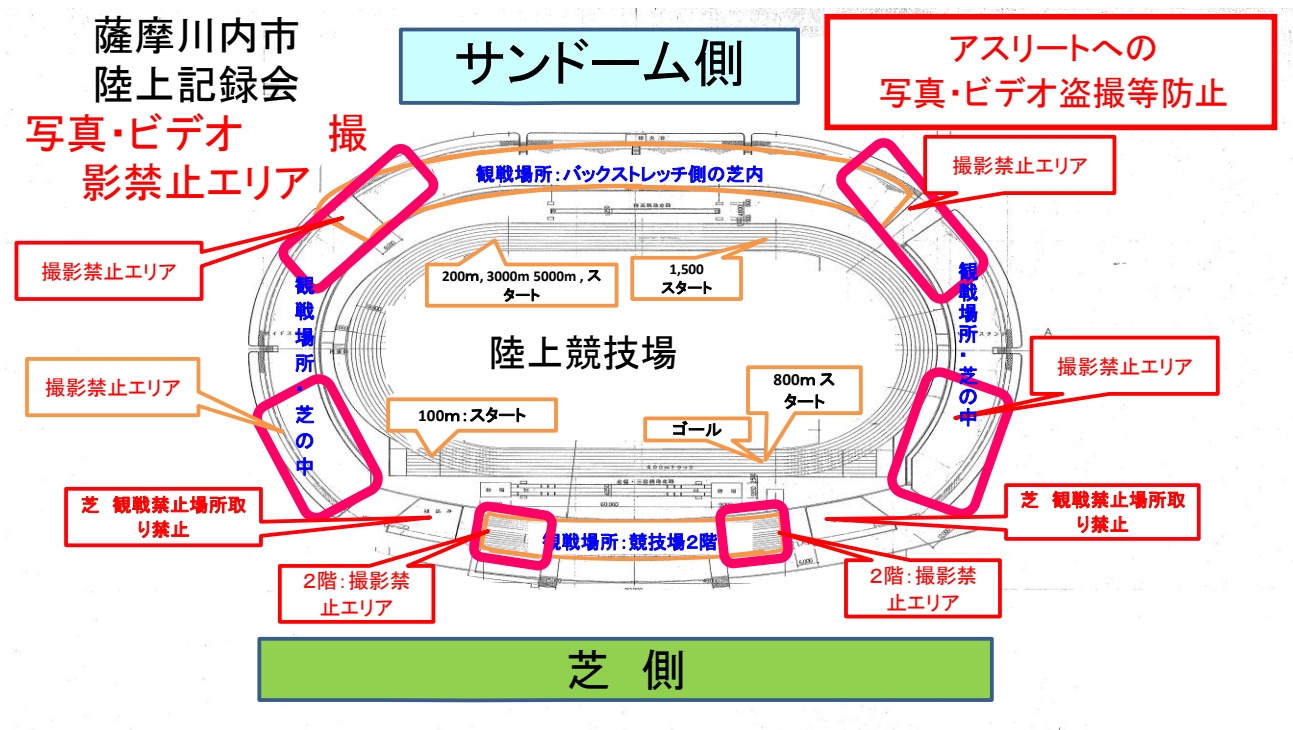 薩摩川内市
陸上記録会
写真・ビデオ　　撮
影禁止エリア
サンドーム側
アスリートへの
写真・ビデオ盗撮等防止
観戦場所：バックストレッチ側の芝内
撮影禁止エリア
撮影禁止エリア
200m，3000m 5000m，ス
タート
1,500
スタート
観戦場所・芝の中
観戦場所・芝の中
A
陸上競技場
撮影禁止エリア
撮影禁止エリア
800m ス
タート
100m：スタート
ゴール
400mトラック
芝　観戦禁止場所取
り禁止
芝　観戦禁止場所取
り禁止
観戦場所：競技場2階
2階：撮影禁
止エリア
2階：撮影禁
止エリア
芝　側